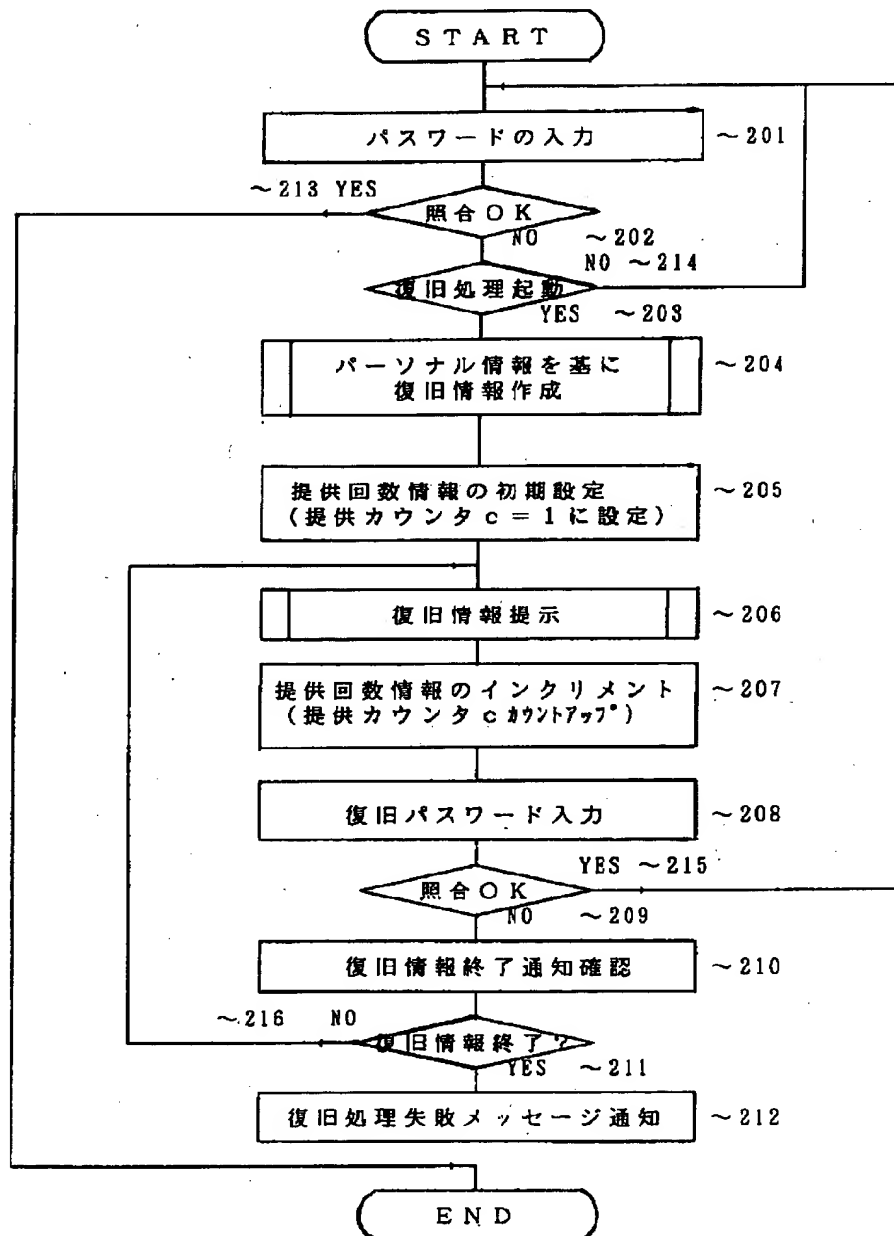 START
パスワードの入力
～201
～213 YES
照合OK
NO ～202
NO ～214
復旧処理起動
YES ～203
パーソナル情報を基に
復旧情報作成
～204
提供回数情報の初期設定
（提供カウンタc＝1に設定）
～205
復旧情報提示
～206
提供回数情報のインクリメント
（提供カウンタc ｶｳﾝﾄｱｯﾌﾟ）
～207
復旧パスワード入力
～208
YES ～215
照合OK
NO ～209
復旧情報終了通知確認
～210
～216 NO
復旧情報終了？
YES ～211
復旧処理失敗メッセージ通知
～212
END